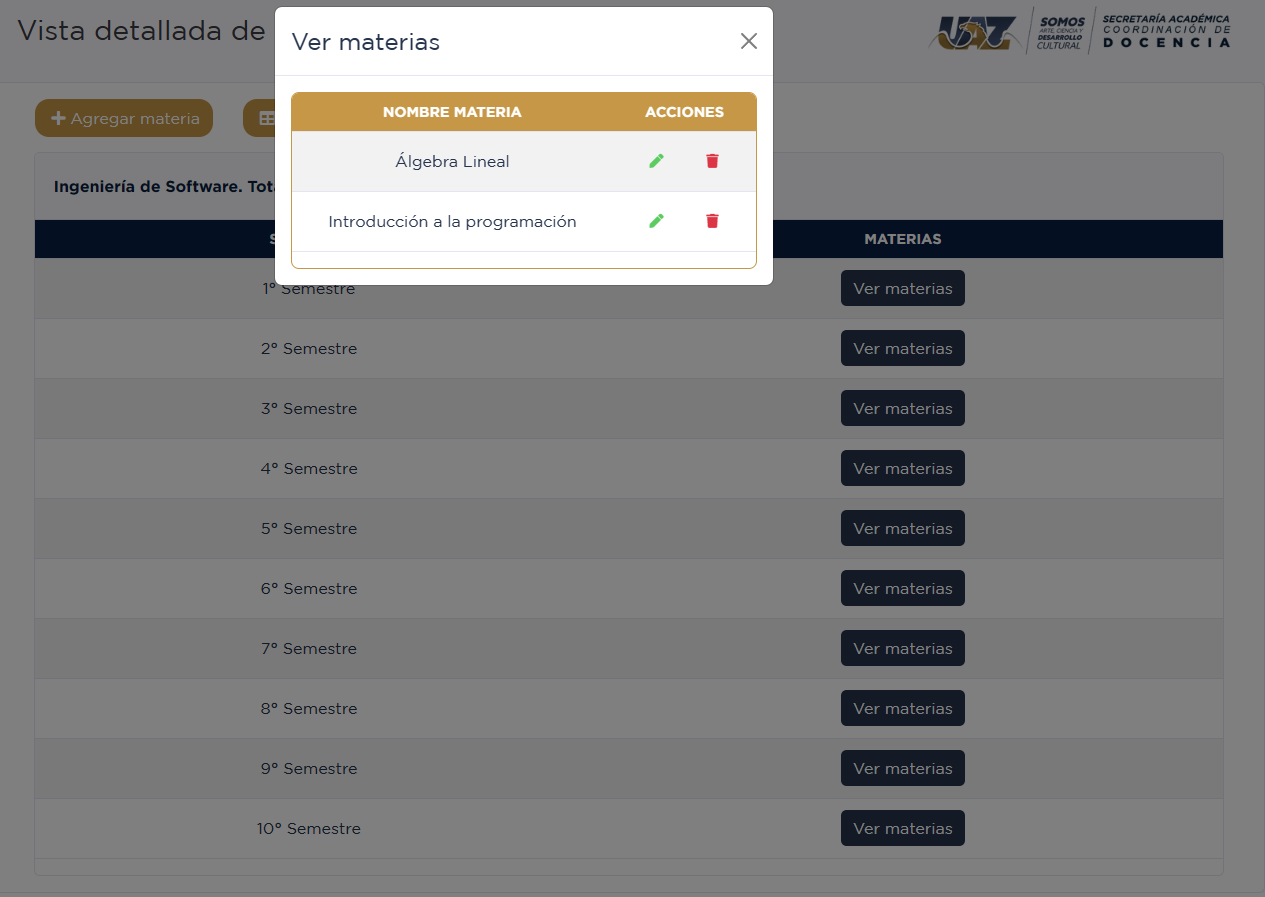 Vista detallada de
Ver materias
UAZ
SOMOS
ARTE, CIENCIA Y
DESARROLLO
CULTURAL
SECRETARÍA ACADÉMICA
COORDINACIÓN DE
DOCENCIA
Agregar materia
NOMBRE MATERIA ACCIONES
Álgebra Lineal
Introducción a la programación
Ingeniería de Software.
MATERIAS
1° Semestre Ver materias
2° Semestre Ver materias
3° Semestre Ver materias
4° Semestre Ver materias
5° Semestre Ver materias
6° Semestre Ver materias
7° Semestre Ver materias
8° Semestre Ver materias
9° Semestre Ver materias
10° Semestre Ver materias